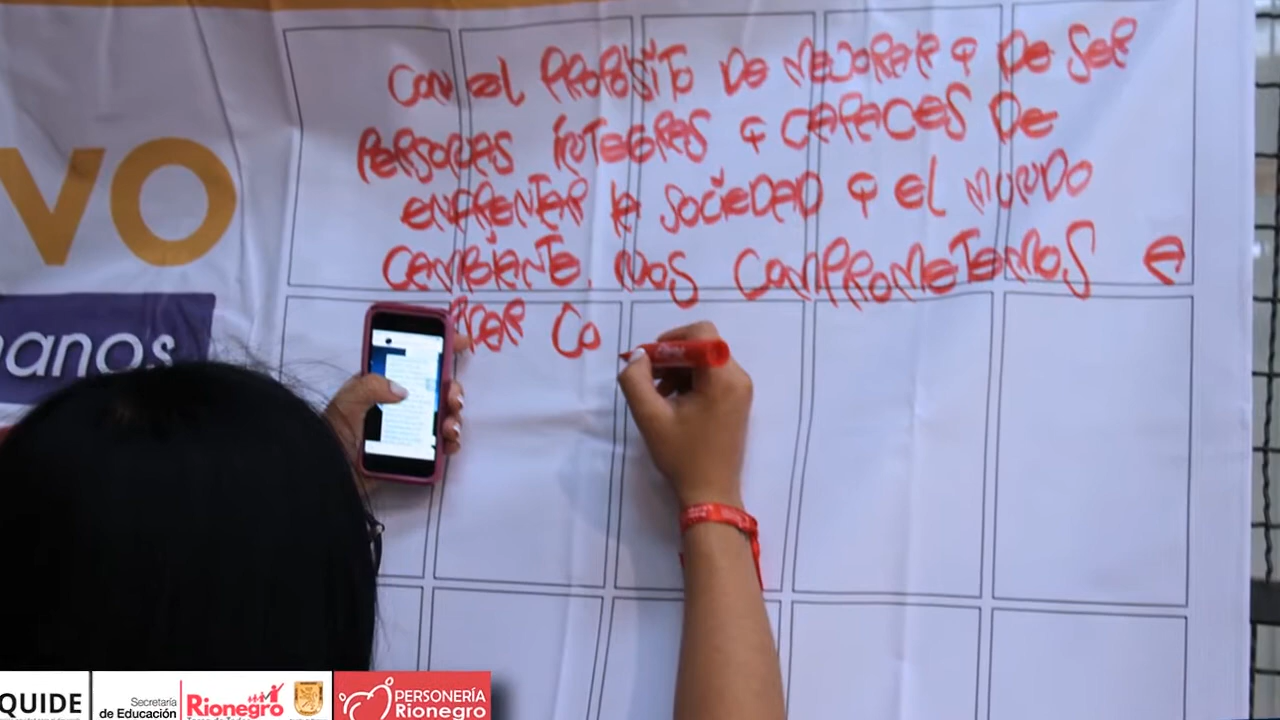 CON EL PROPÓSITO DE MEJORAR Y DE SER
PERSONAS ÍNTEGRAS Y CAPACES DE
ENFRENTAR LA SOCIEDAD Y EL MUNDO
CAMBIANTE. NOS COMPROMETEMOS A
CO
VO
manos
QUIDE
Secretaría
de Educación
Rionegro
PERSONERÍA
Rionegro